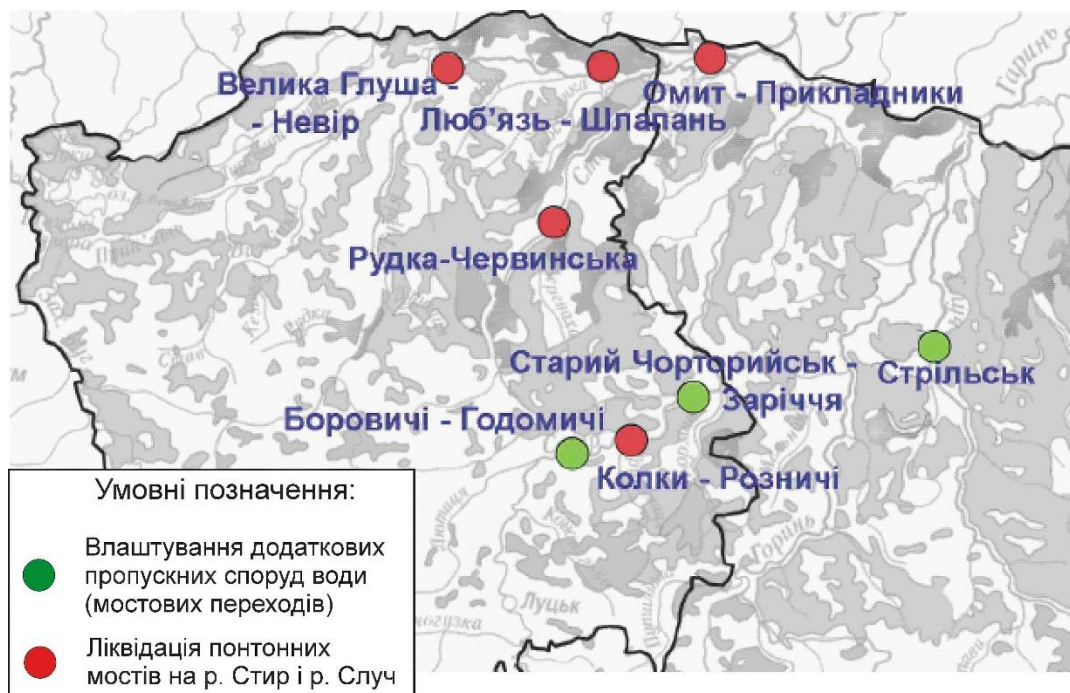 Горинь
Велика Глуша -
- Невір
Люб'язь - Шлапань
Омит - Прикладники
Рудка-Червинська
Старий Чорторийськ -
Заріччя
Стрільськ
Боровичі - Годомичі
Колки - Розничі
Горинь
Луцьк
Умовні позначення:
Влаштування додаткових
пропускних споруд води
(мостових переходів)
Ліквідація понтонних
мостів на р. Стир і р. Случ